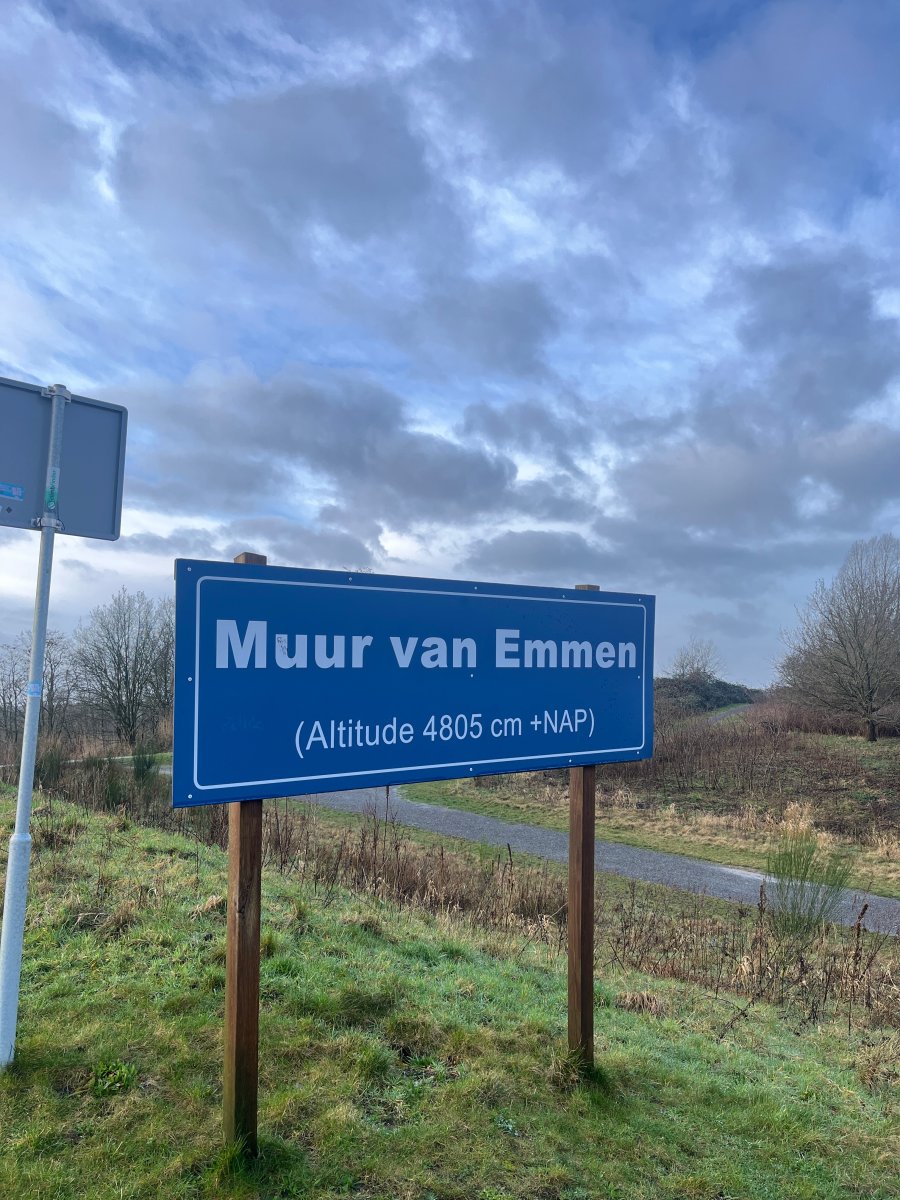 Muur van Emmen
(Altitude 4805 cm +NAP)